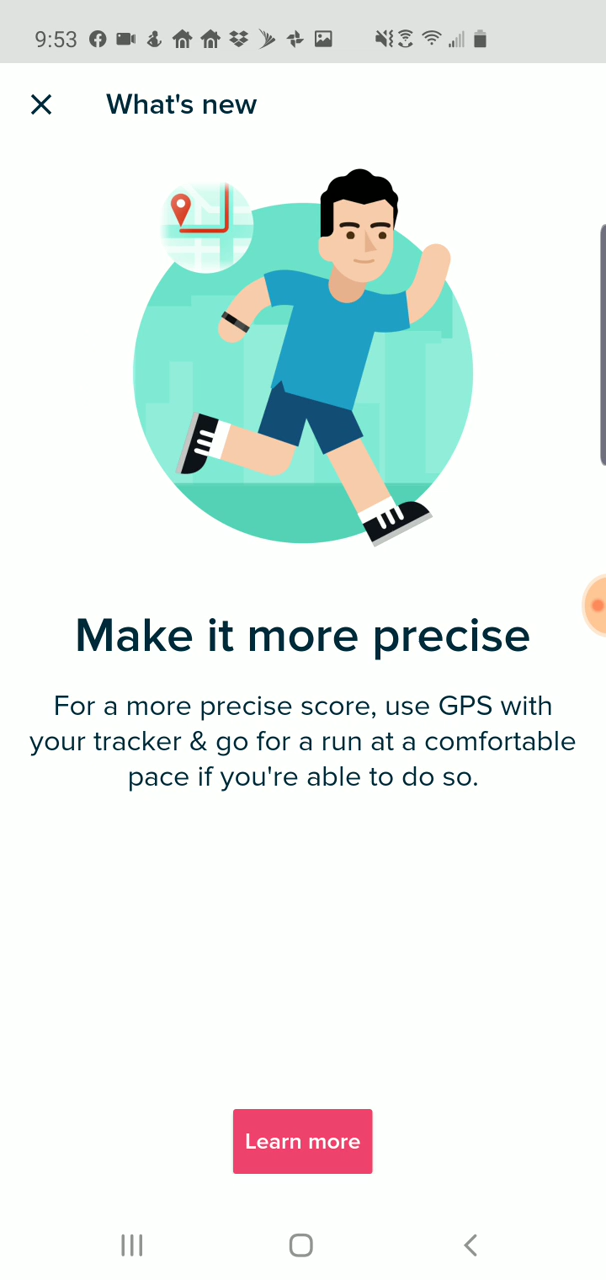 9:53
What's new
Make it more precise
For a more precise score, use GPS with
your tracker & go for a run at a comfortable
pace if you're able to do so.
Learn more